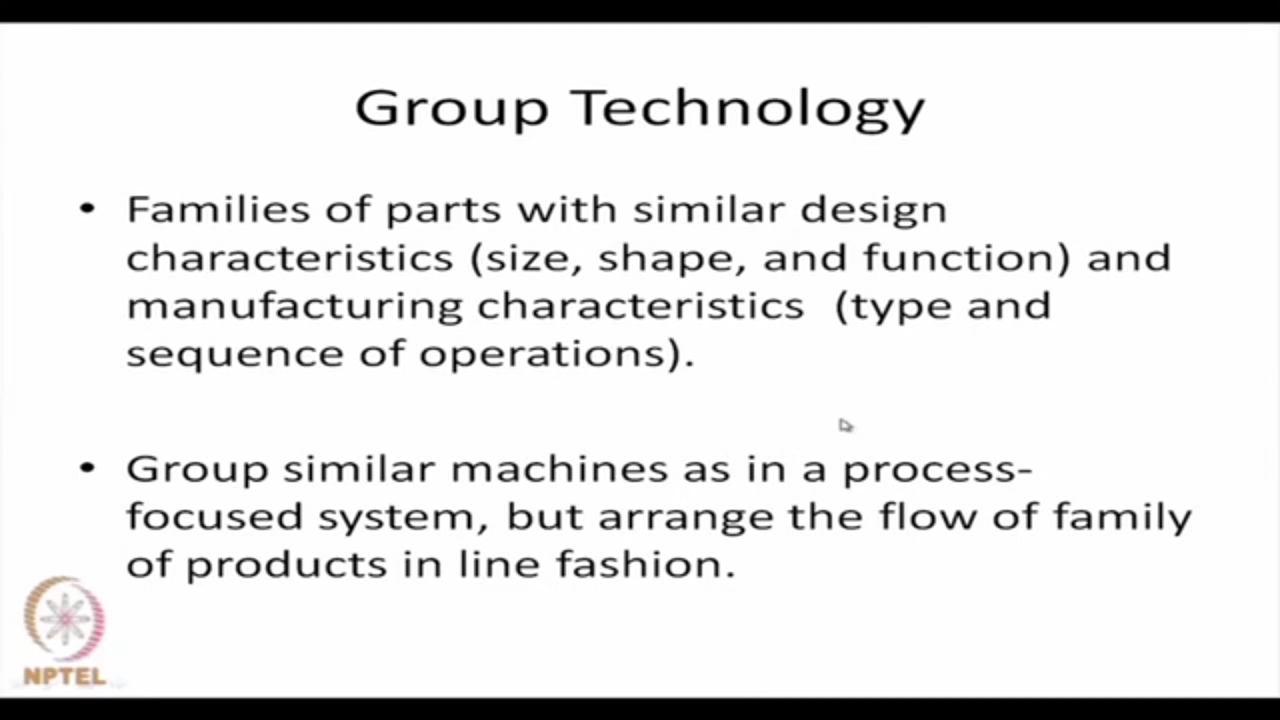 Group Technology
• Families of parts with similar design
characteristics (size, shape, and function) and
manufacturing characteristics  (type and
sequence of operations).
• Group similar machines as in a process-
focused system, but arrange the flow of family
of products in line fashion.
NPTEL